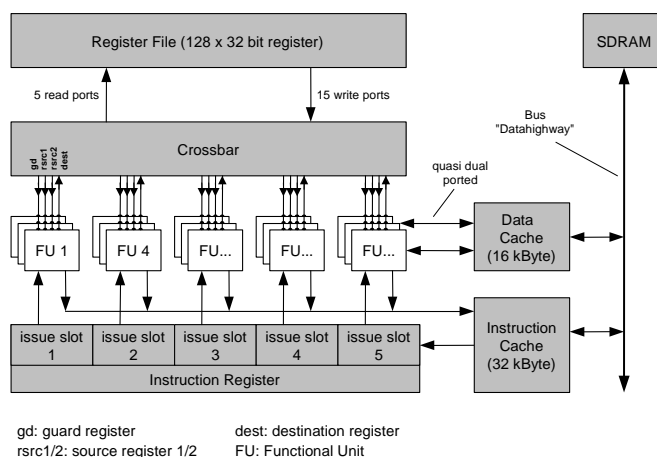 Register File (128 x 32 bit register)
SDRAM
5 read ports
15 write ports
Bus
"Datahighway"
gd
rsrc1
rsrc2
dest
Crossbar
quasi dual
ported
FU 1
FU 4
FU...
FU...
FU...
Data
Cache
(16 kByte)
issue slot
1
issue slot
2
issue slot
3
issue slot
4
issue slot
5
Instruction
Cache
(32 kByte)
Instruction Register
gd: guard register
dest: destination register
rsrc1/2: source register 1/2
FU: Functional Unit